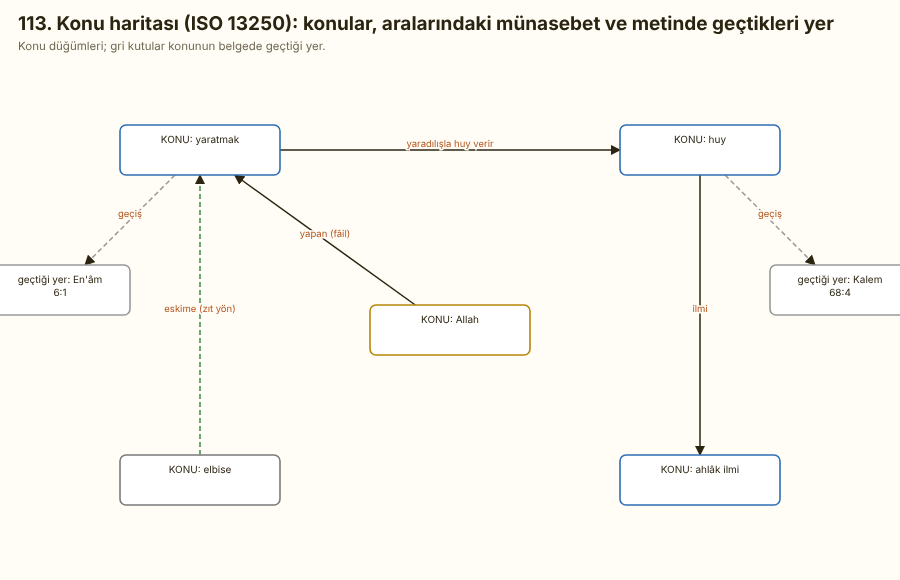 113. Konu haritası (ISO 13250): konular, aralarındaki münasebet ve metinde geçtikleri yer
Konu düğümleri; gri kutular konunun belgede geçtiği yer.
KONU: yaratmak
yaradılışla huy verir
KONU: huy
geçiş
geçiş
yapan (fâil)
geçtiği yer: En'âm
6:1
geçtiği yer: Kalem
68:4
eskime (zıt yön)
KONU: Allah
ilmi
KONU: elbise
KONU: ahlâk ilmi